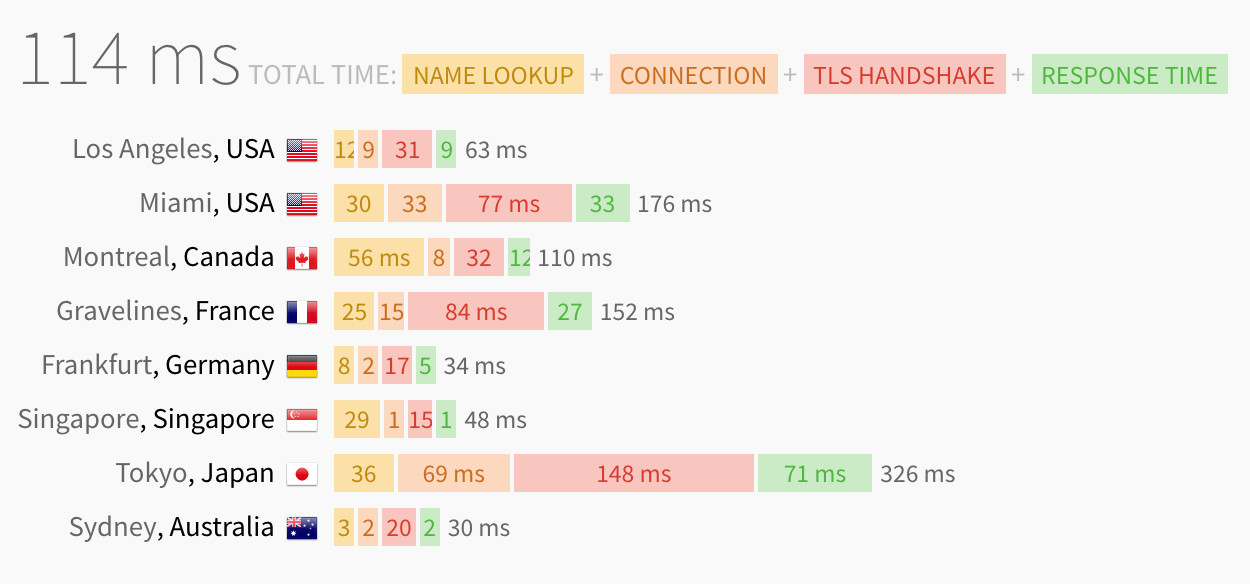 114 ms TOTAL TIME: NAME LOOKUP + CONNECTION + TLS HANDSHAKE + RESPONSE TIME
Los Angeles, USA 12 9 31 9 63 ms
Miami, USA 30 33 77 ms 33 176 ms
Montreal, Canada 56 ms 8 32 12 110 ms
Gravelines, France 25 15 84 ms 27 152 ms
Frankfurt, Germany 8 2 17 5 34 ms
Singapore, Singapore 29 1 15 1 48 ms
Tokyo, Japan 36 69 ms 148 ms 71 ms 326 ms
Sydney, Australia 3 2 20 2 30 ms